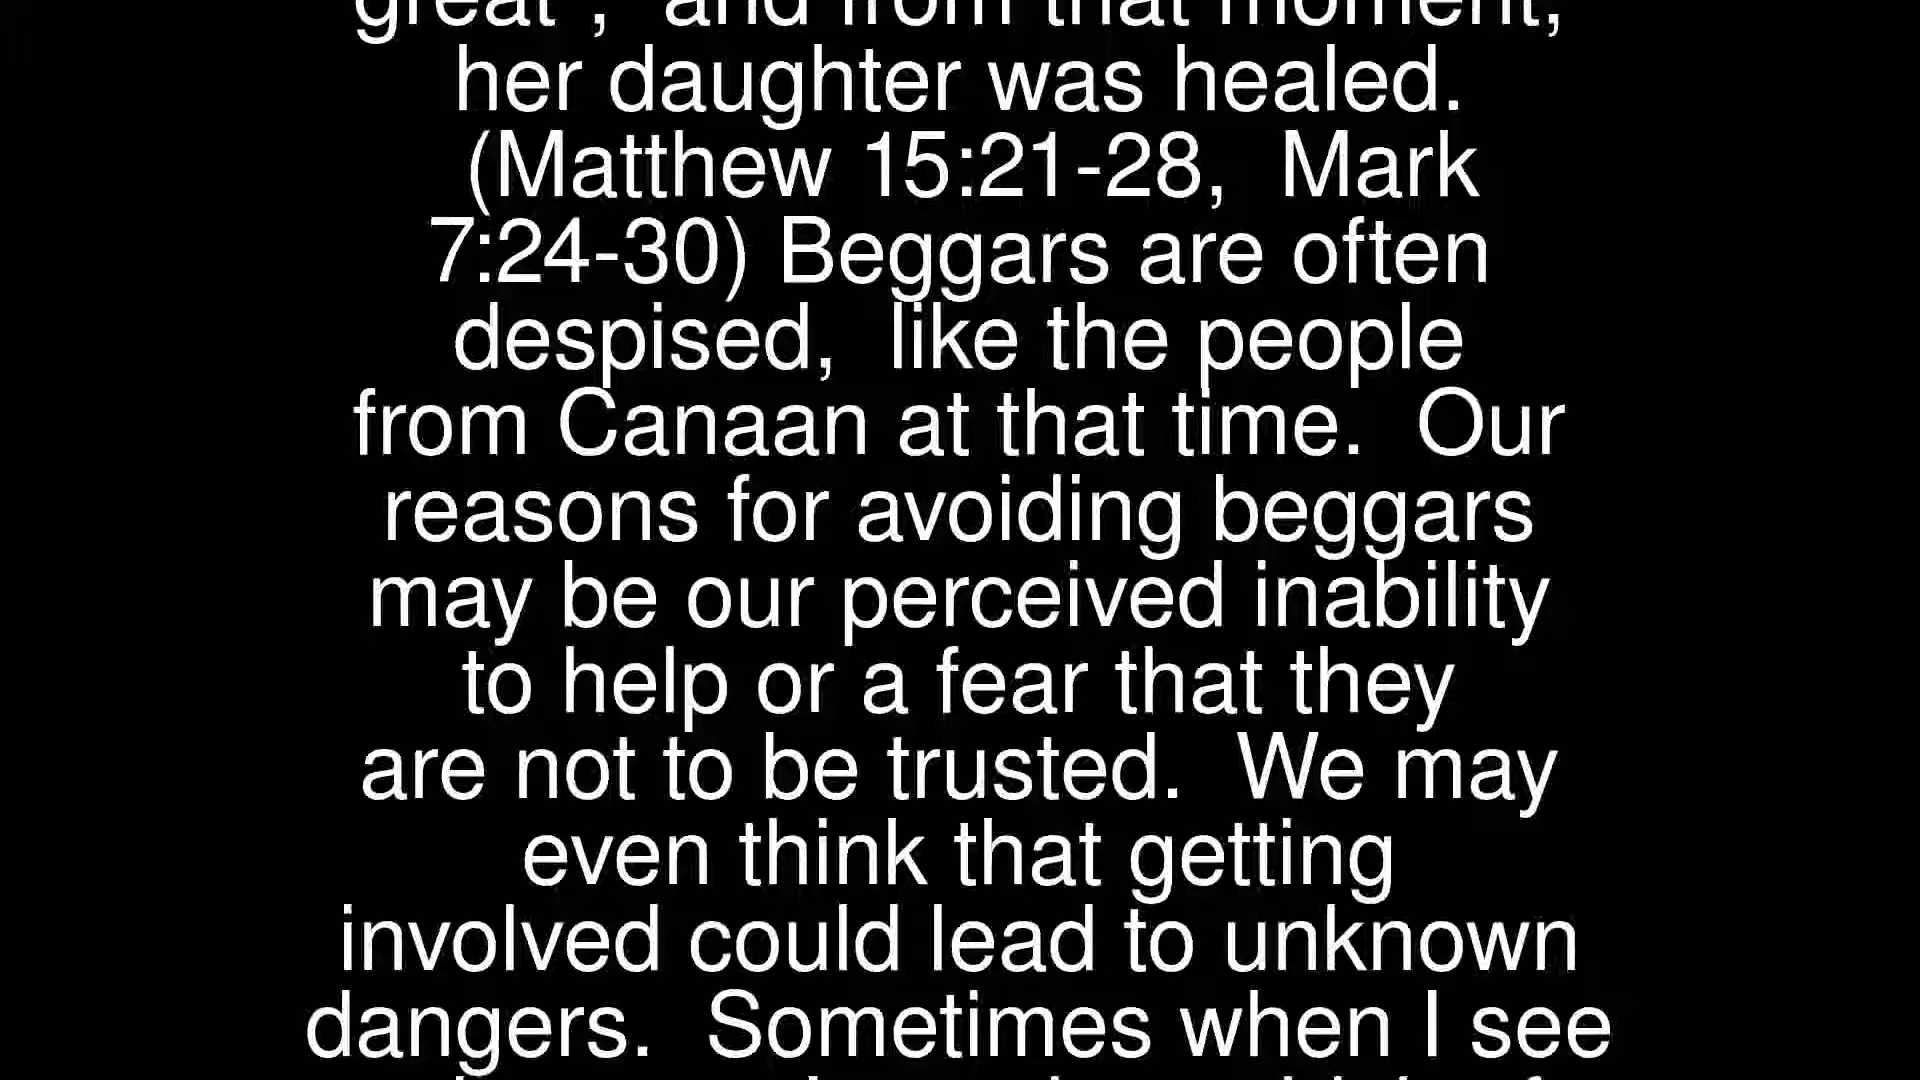 great", and from that moment,
her daughter was healed.
(Matthew 15:21-28, Mark
7:24-30) Beggars are often
despised, like the people
from Canaan at that time. Our
reasons for avoiding beggars
may be our perceived inability
to help or a fear that they
are not to be trusted. We may
even think that getting
involved could lead to unknown
dangers. Sometimes when I see